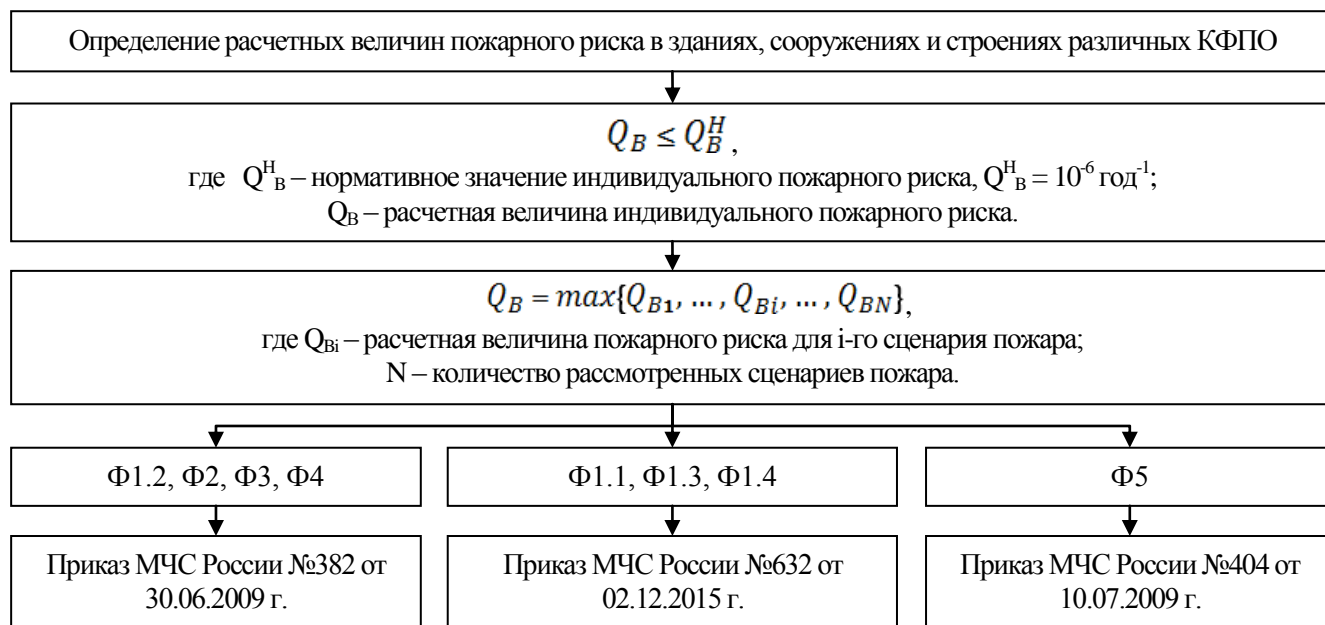 Определение расчетных величин пожарного риска в зданиях, сооружениях и строениях различных КФПО
Q_B ≤ Q_B^H,
где Q^H_B – нормативное значение индивидуального пожарного риска, Q^H_B = 10^-6 год^-1;
Q_B – расчетная величина индивидуального пожарного риска.
Q_B = max{Q_B1, … , Q_Bi, … , Q_BN},
где Q_Bi – расчетная величина пожарного риска для i-го сценария пожара;
N – количество рассмотренных сценариев пожара.
Ф1.2, Ф2, Ф3, Ф4
Ф1.1, Ф1.3, Ф1.4
Ф5
Приказ МЧС России №382 от
30.06.2009 г.
Приказ МЧС России №632 от
02.12.2015 г.
Приказ МЧС России №404 от
10.07.2009 г.